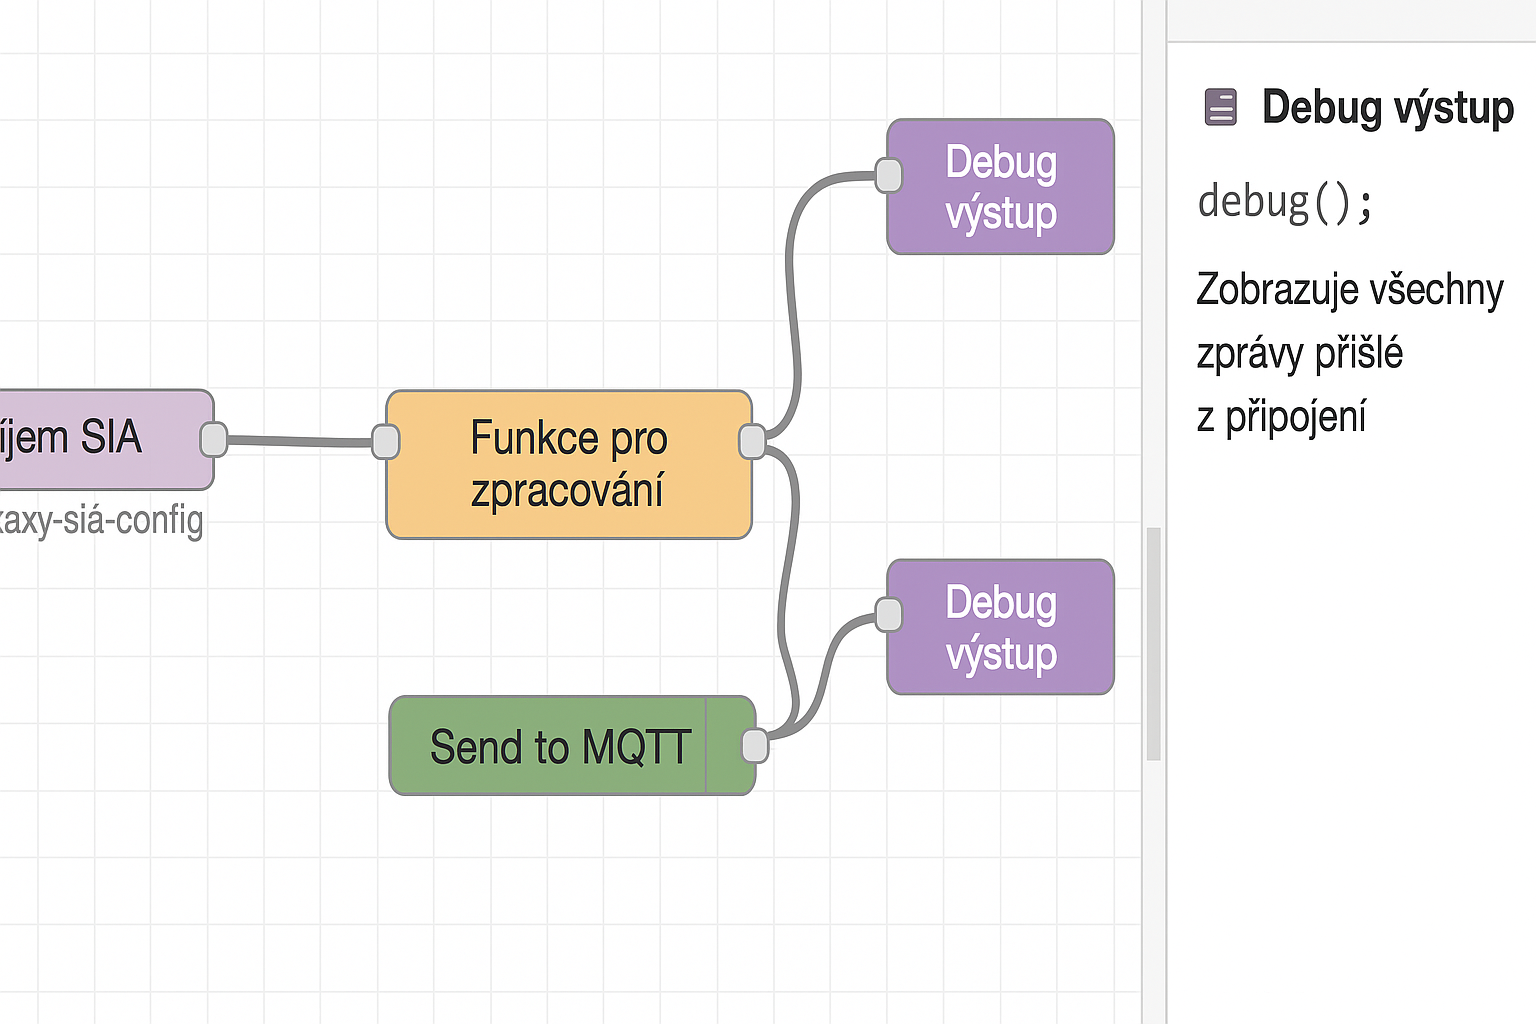 Debug
výstup
íjem SIA
Funkce pro
zpracování
axy-siá-config
Debug
výstup
Send to MQTT
Debug výstup
debug();
Zobrazuje všechny
zprávy přišlé
z připojení